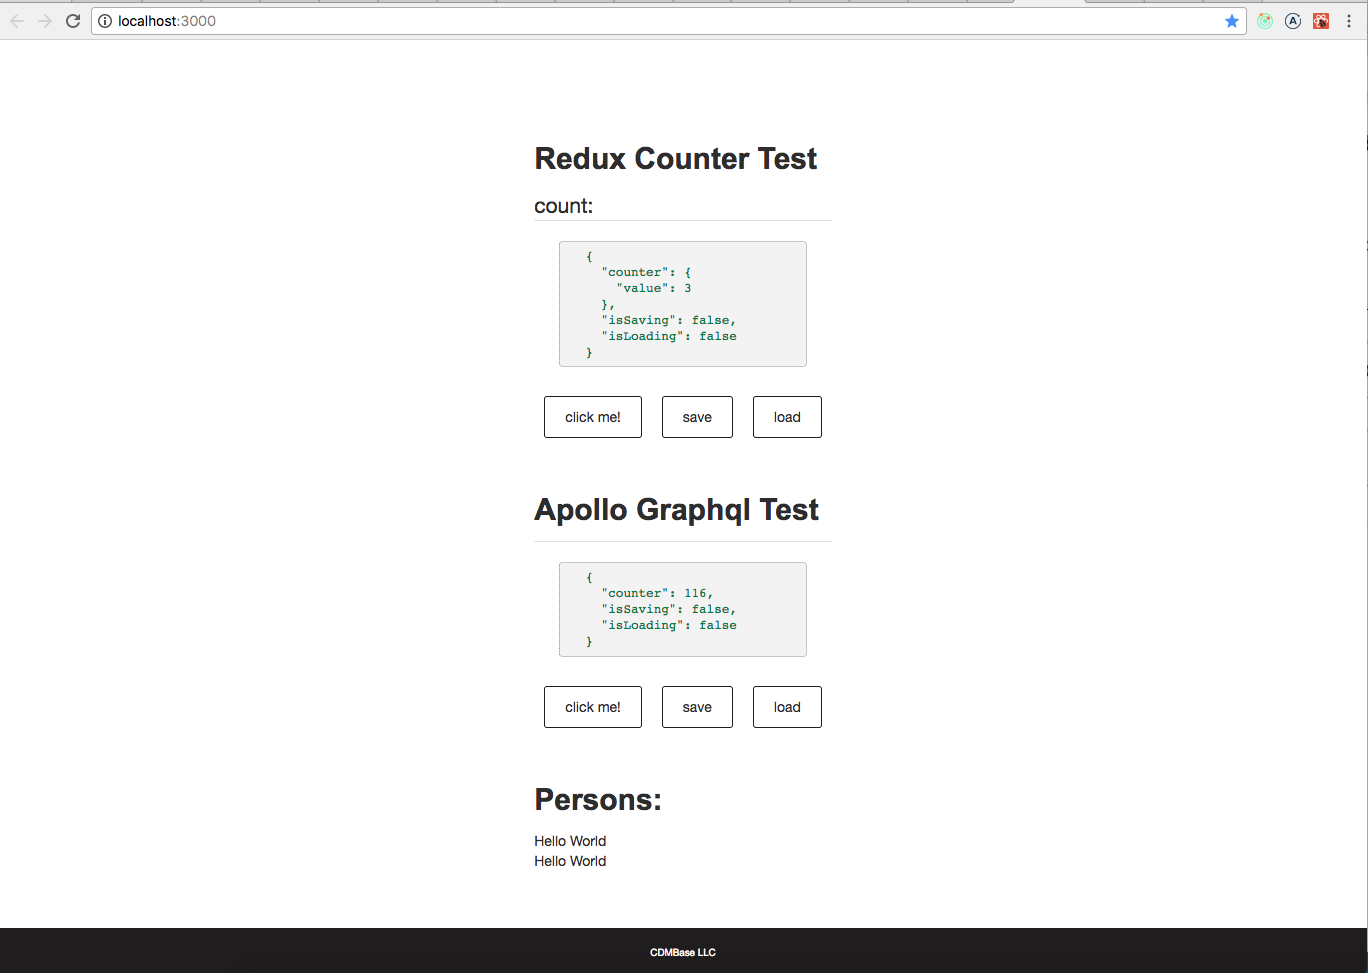 localhost:3000
Redux Counter Test
count:
{
"counter": {
"value": 3
},
"isSaving": false,
"isLoading": false
}
click me! save load
Apollo Graphql Test
{
"counter": 116,
"isSaving": false,
"isLoading": false
}
click me! save load
Persons:
Hello World
Hello World
CDMBase LLC